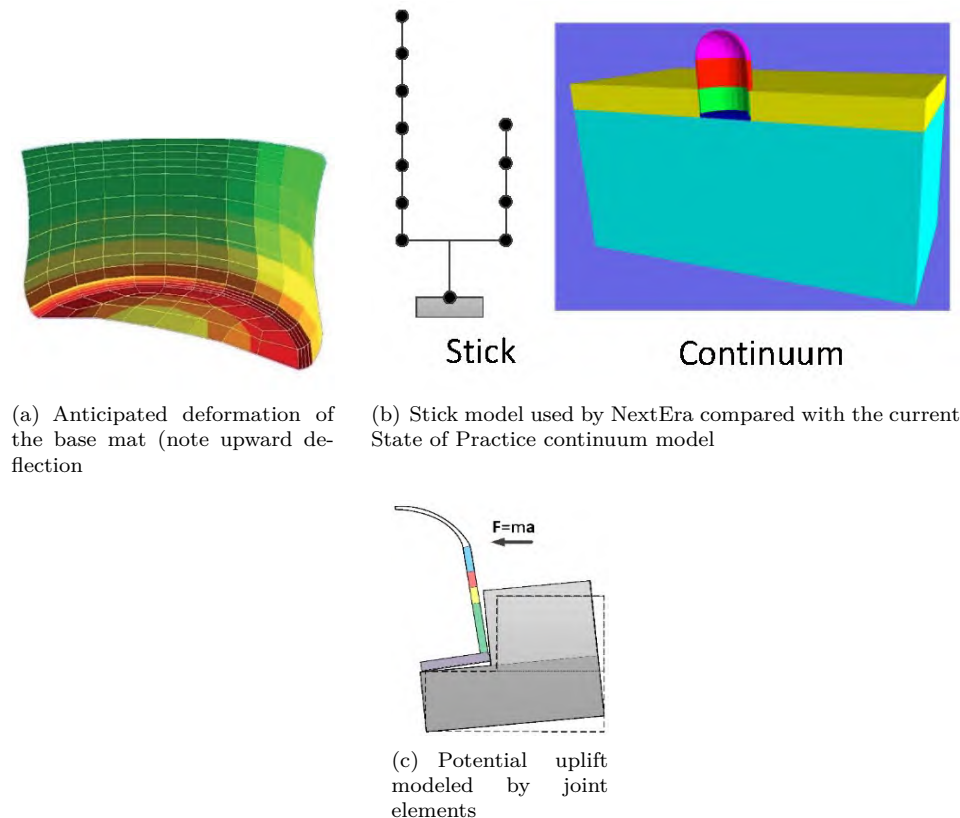 Stick
Continuum
(a) Anticipated deformation of
the base mat (note upward de-
flection
(b) Stick model used by NextEra compared with the current
State of Practice continuum model
F=ma
(c) Potential uplift
modeled by joint
elements